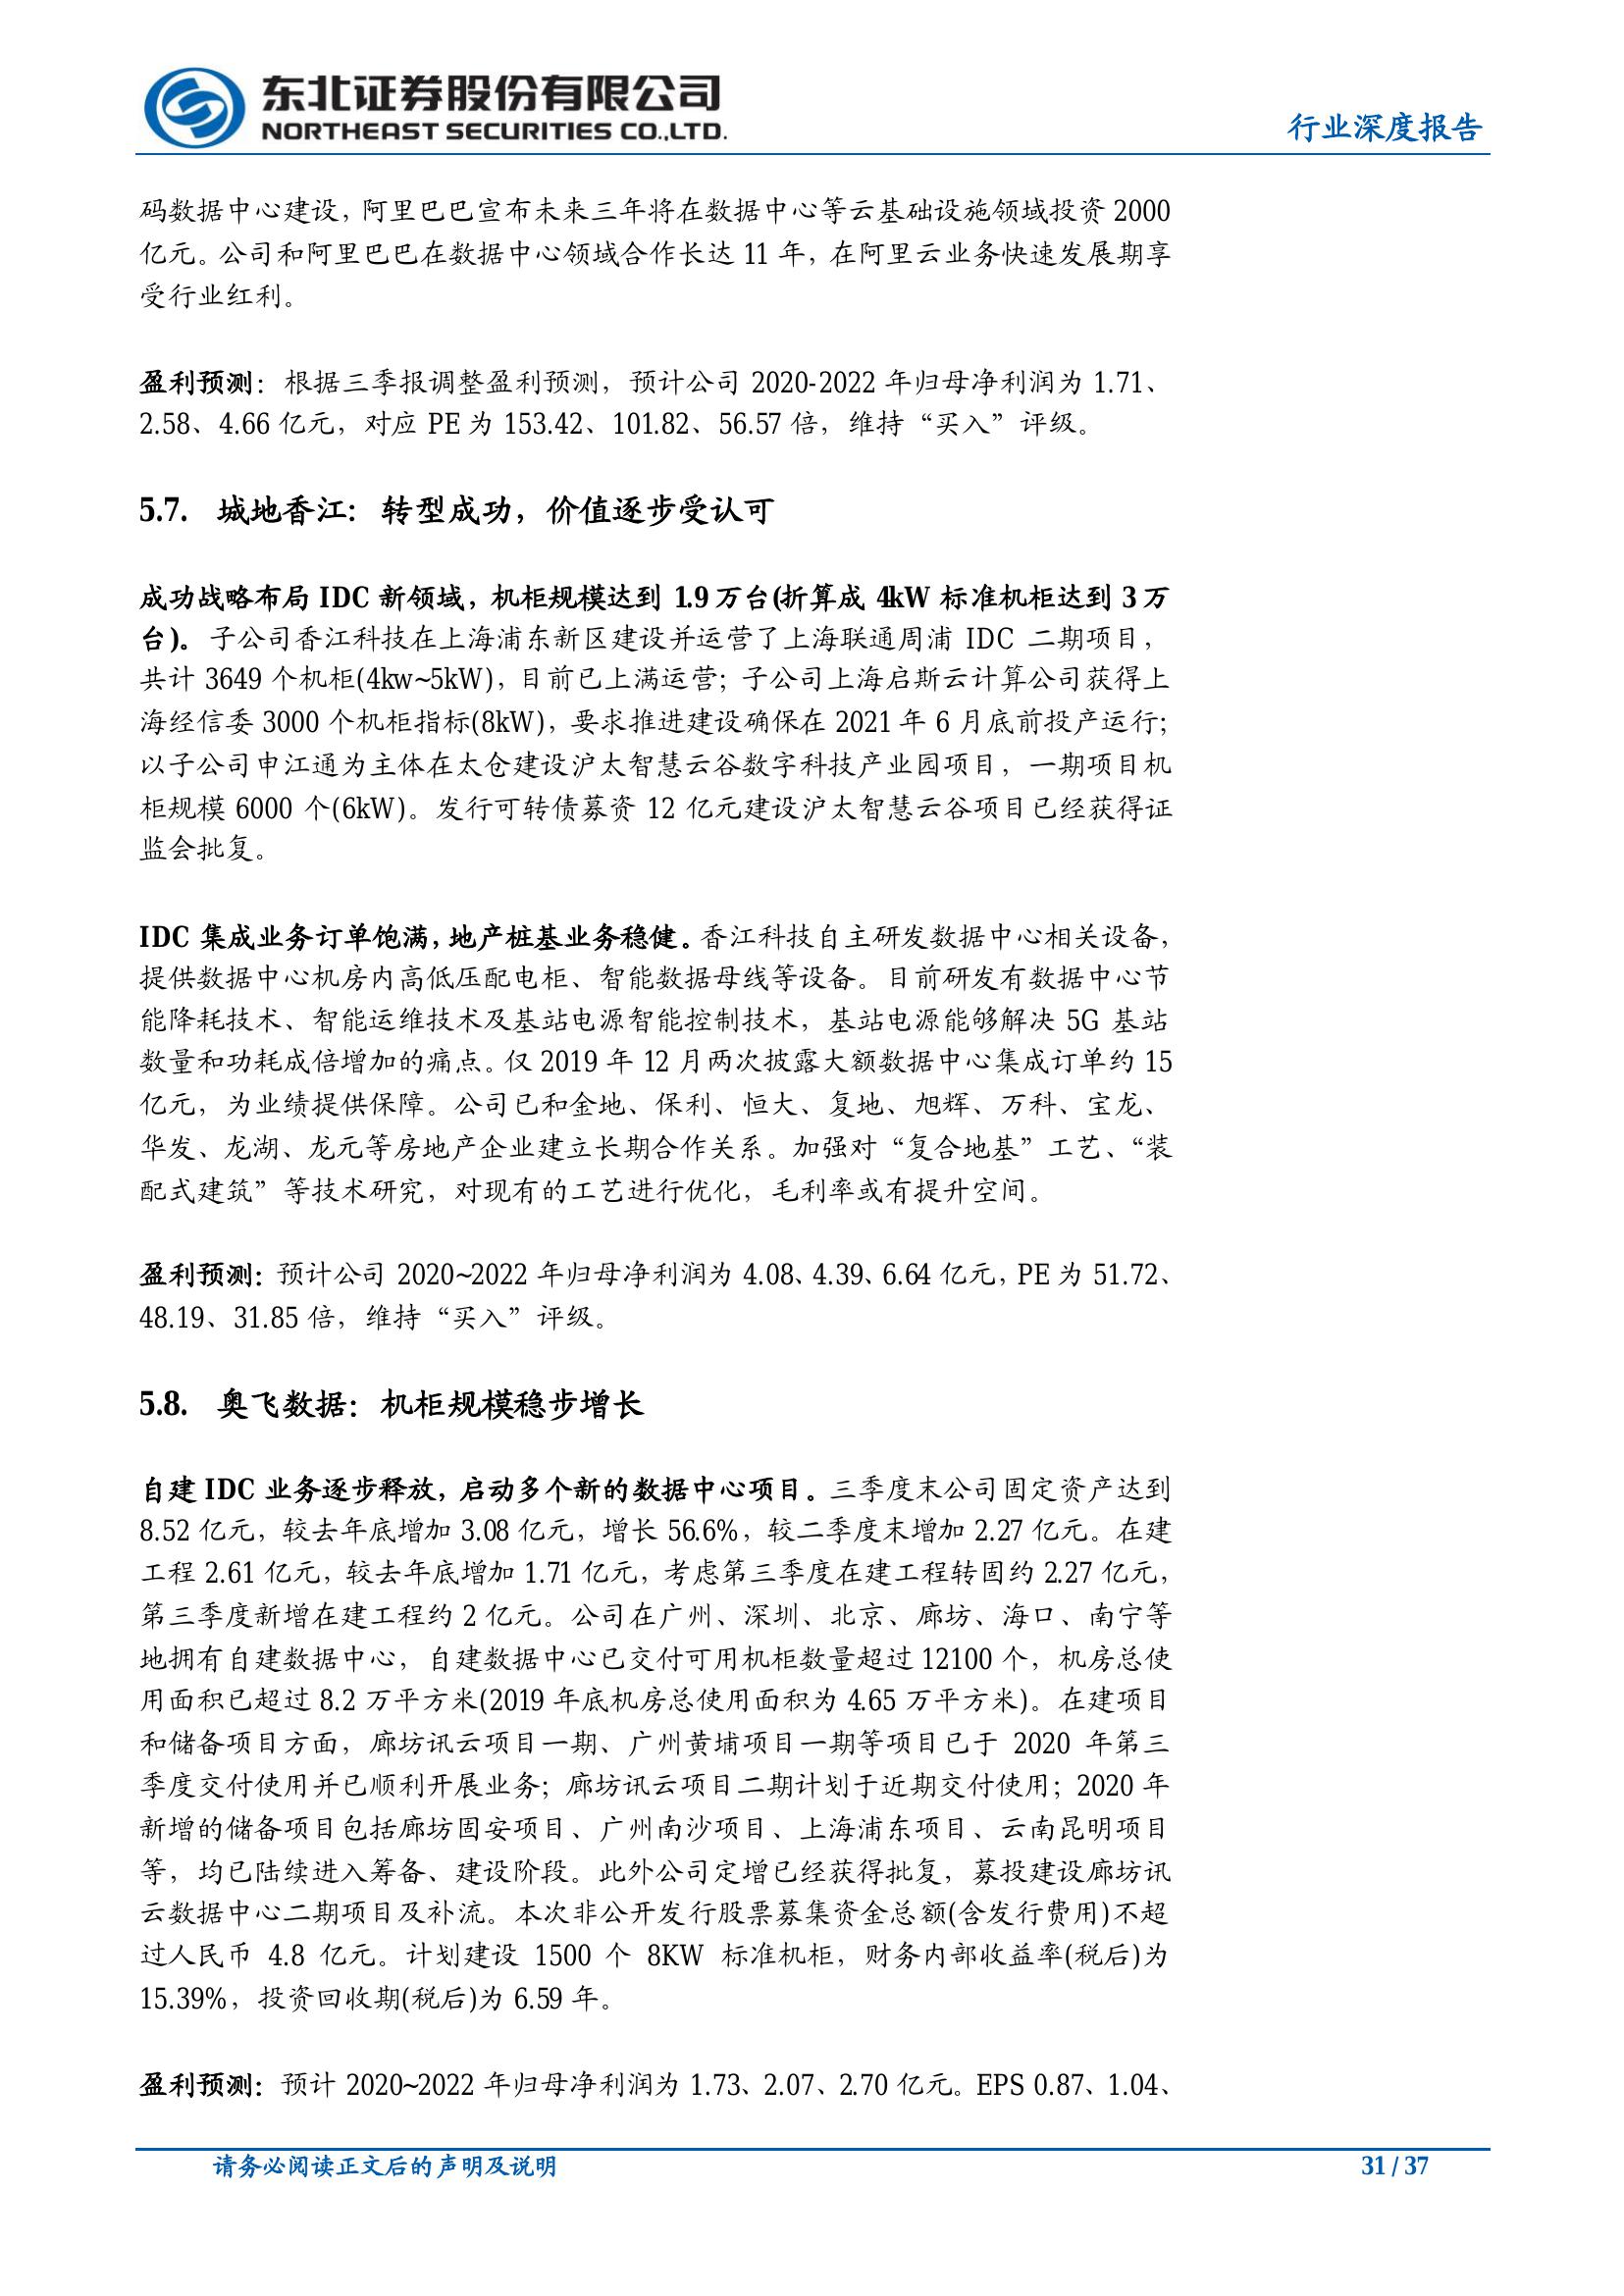 东北证券股份有限公司
NORTHEAST SECURITIES CO.,LTD.
行业深度报告
码数据中心建设，阿里巴巴宣布未来三年将在数据中心等云基础设施领域投资 2000
亿元。公司和阿里巴巴在数据中心领域合作长达 11 年，在阿里云业务快速发展期享
受行业红利。
盈利预测：根据三季报调整盈利预测，预计公司 2020-2022 年归母净利润为 1.71、
2.58、4.66 亿元，对应 PE 为 153.42、101.82、56.57 倍，维持“买入”评级。
5.7. 城地香江：转型成功，价值逐步受认可
成功战略布局 IDC 新领域，机柜规模达到 1.9 万台(折算成 4kW 标准机柜达到 3 万
台)。子公司香江科技在上海浦东新区建设并运营了上海联通周浦 IDC 二期项目，
共计 3649 个机柜(4kw~5kW)，目前已上满运营；子公司上海启斯云计算公司获得上
海经信委 3000 个机柜指标(8kW)，要求推进建设确保在 2021 年 6 月底前投产运行；
以子公司申江通为主体在太仓建设沪太智慧云谷数字科技产业园项目，一期项目机
柜规模 6000 个(6kW)。发行可转债募资 12 亿元建设沪太智慧云谷项目已经获得证
监会批复。
IDC 集成业务订单饱满，地产桩基业务稳健。香江科技自主研发数据中心相关设备，
提供数据中心机房内高低压配电柜、智能数据母线等设备。目前研发有数据中心节
能降耗技术、智能运维技术及基站电源智能控制技术，基站电源能够解决 5G 基站
数量和功耗成倍增加的痛点。仅 2019 年 12 月两次披露大额数据中心集成订单约 15
亿元，为业绩提供保障。公司已和金地、保利、恒大、复地、旭辉、万科、宝龙、
华发、龙湖、龙元等房地产企业建立长期合作关系。加强对“复合地基”工艺、“装
配式建筑”等技术研究，对现有的工艺进行优化，毛利率或有提升空间。
盈利预测：预计公司 2020~2022 年归母净利润为 4.08、4.39、6.64 亿元，PE 为 51.72、
48.19、31.85 倍，维持“买入”评级。
5.8. 奥飞数据：机柜规模稳步增长
自建 IDC 业务逐步释放，启动多个新的数据中心项目。三季度末公司固定资产达到
8.52 亿元，较去年底增加 3.08 亿元，增长 56.6%，较二季度末增加 2.27 亿元。在建
工程 2.61 亿元，较去年底增加 1.71 亿元，考虑第三季度在建工程转固约 2.27 亿元，
第三季度新增在建工程约 2 亿元。公司在广州、深圳、北京、廊坊、海口、南宁等
地拥有自建数据中心，自建数据中心已交付可用机柜数量超过 12100 个，机房总使
用面积已超过 8.2 万平方米(2019 年底机房总使用面积为 4.65 万平方米)。在建项目
和储备项目方面，廊坊讯云项目一期、广州黄埔项目一期等项目已于 2020 年第三
季度交付使用并已顺利开展业务；廊坊讯云项目二期计划于近期交付使用；2020 年
新增的储备项目包括廊坊固安项目、广州南沙项目、上海浦东项目、云南昆明项目
等，均已陆续进入筹备、建设阶段。此外公司定增已经获得批复，募投建设廊坊讯
云数据中心二期项目及补流。本次非公开发行股票募集资金总额(含发行费用)不超
过人民币 4.8 亿元。计划建设 1500 个 8KW 标准机柜，财务内部收益率(税后)为
15.39%，投资回收期(税后)为 6.59 年。
盈利预测：预计 2020~2022 年归母净利润为 1.73、2.07、2.70 亿元。EPS 0.87、1.04、
请务必阅读正文后的声明及说明
31 / 37